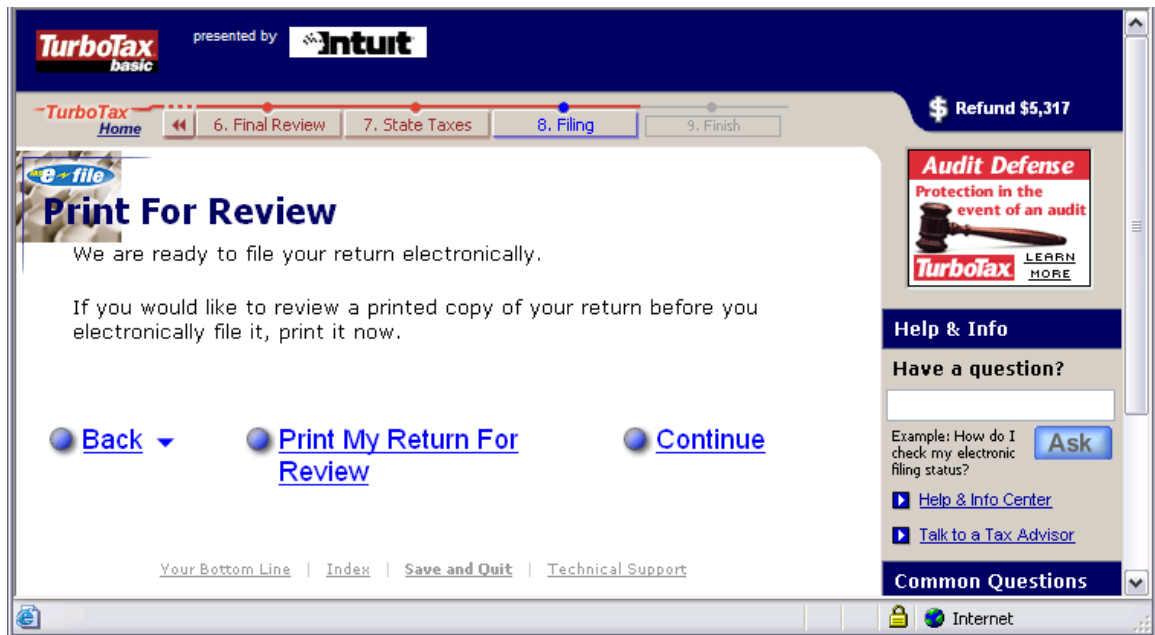 TurboTax
basic
presented by
Intuit
TurboTax
Home
6. Final Review
7. State Taxes
8. Filing
9. Finish
$ Refund $5,317
e-file
Print For Review
We are ready to file your return electronically.
If you would like to review a printed copy of your return before you
electronically file it, print it now.
Back
Print My Return For
Review
Continue
Your Bottom Line | Index | Save and Quit | Technical Support
Audit Defense
Protection in the
event of an audit
TurboTax
LEARN
MORE
Help & Info
Have a question?
Example: How do I
check my electronic
filing status?
Ask
Help & Info Center
Talk to a Tax Advisor
Common Questions
Internet